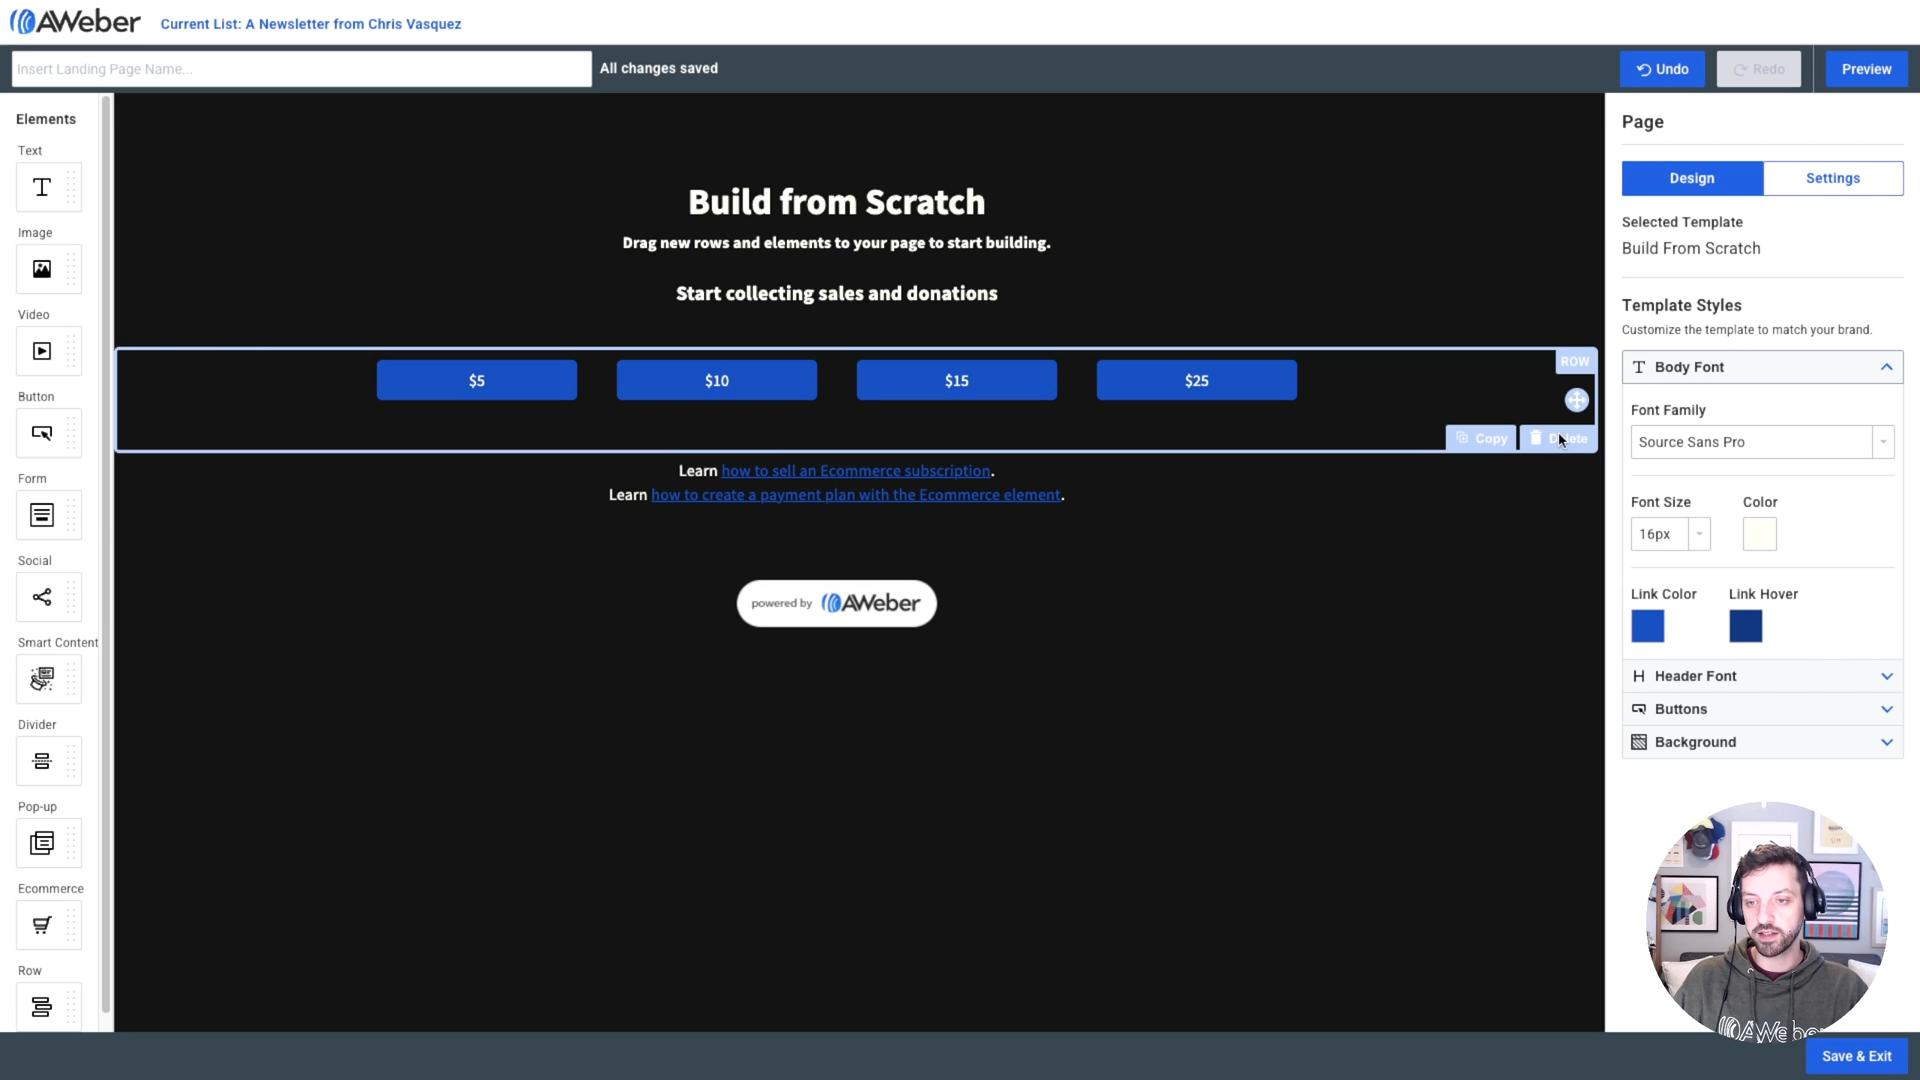 AWeber
Current List: A Newsletter from Chris Vasquez
Insert Landing Page Name...
All changes saved
Undo
Redo
Preview
Elements
Text
Image
Video
Button
Form
Social
Smart Content
Divider
Pop-up
Ecommerce
Row
Build from Scratch
Drag new rows and elements to your page to start building.
Start collecting sales and donations
$5
$10
$15
$25
ROW
Copy
Learn how to sell an Ecommerce subscription.
Learn how to create a payment plan with the Ecommerce element.
powered by AWeber
Page
Design
Settings
Selected Template
Build From Scratch
Template Styles
Customize the template to match your brand.
Body Font
Font Family
Source Sans Pro
Font Size
Color
16px
Link Color
Link Hover
Header Font
Buttons
Background
Save & Exit